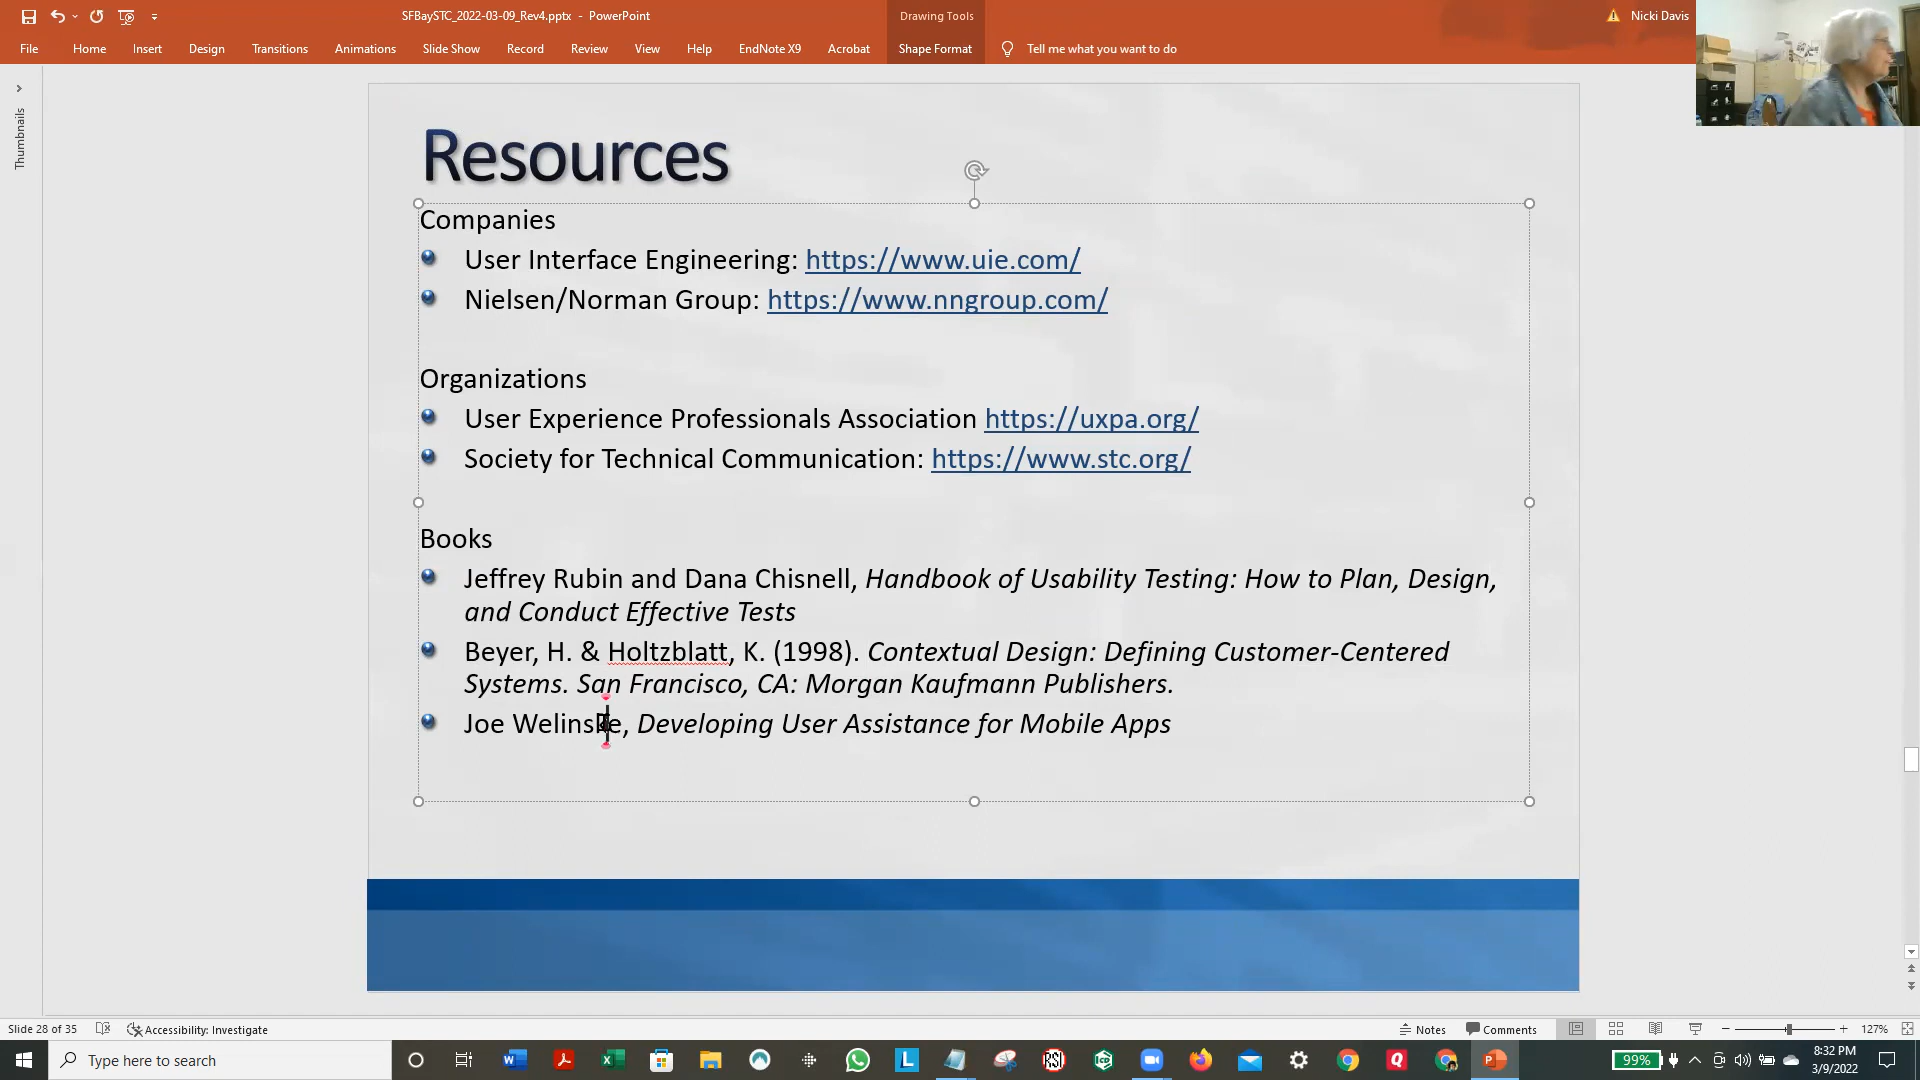 SFBaySTC_2022-03-09_Rev4.pptx - PowerPoint
Drawing Tools
Nicki Davis
File Home Insert Design Transitions Animations Slide Show Record Review View Help EndNote X9 Acrobat Shape Format Tell me what you want to do
Thumbnails
Resources
Companies
User Interface Engineering: https://www.uie.com/
Nielsen/Norman Group: https://www.nngroup.com/
Organizations
User Experience Professionals Association https://uxpa.org/
Society for Technical Communication: https://www.stc.org/
Books
Jeffrey Rubin and Dana Chisnell, Handbook of Usability Testing: How to Plan, Design,
and Conduct Effective Tests
Beyer, H. & Holtzblatt, K. (1998). Contextual Design: Defining Customer-Centered
Systems. San Francisco, CA: Morgan Kaufmann Publishers.
Joe Welinske, Developing User Assistance for Mobile Apps
Slide 28 of 35 Accessibility: Investigate Notes Comments 127%
Type here to search
99%
8:32 PM
3/9/2022